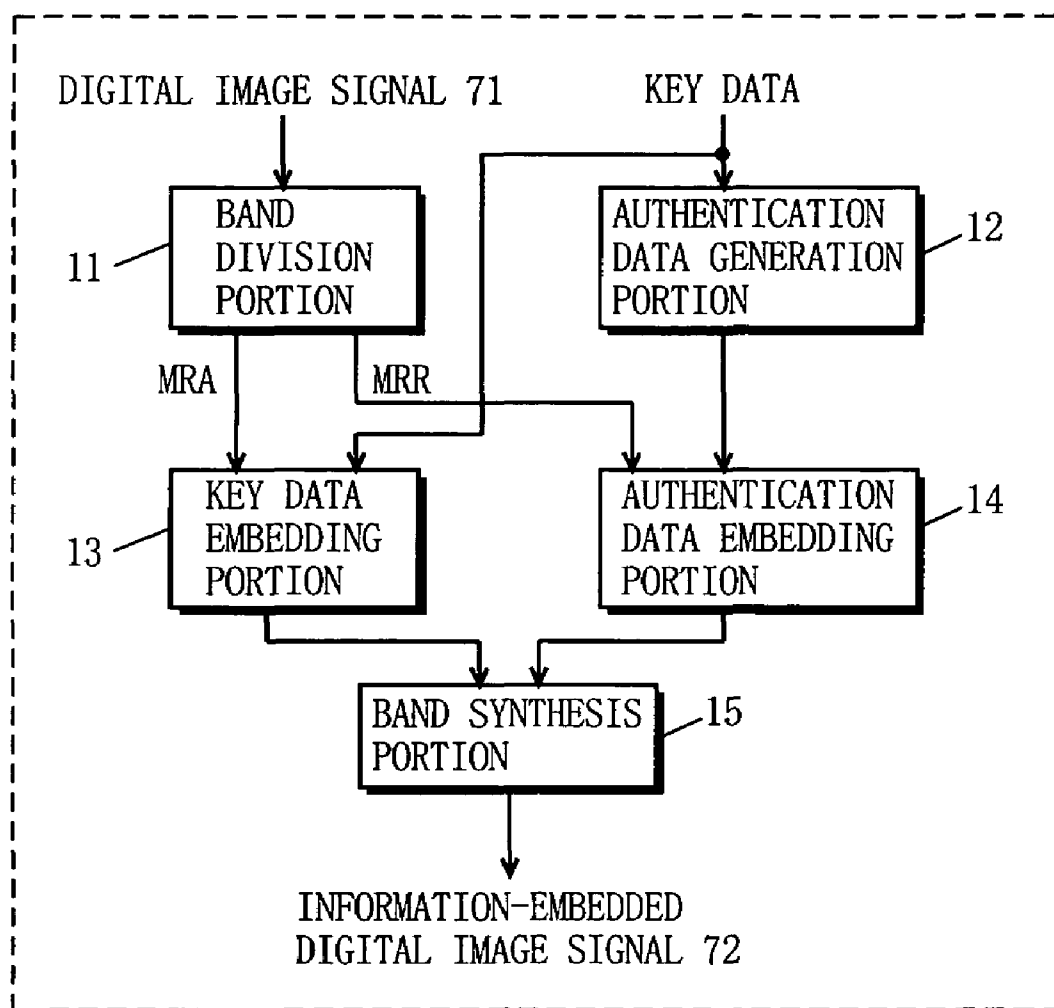 DIGITAL IMAGE SIGNAL 71
KEY DATA
BAND
DIVISION
PORTION
11
AUTHENTICATION
DATA GENERATION
PORTION
12
MRA
MRR
KEY DATA
EMBEDDING
PORTION
13
AUTHENTICATION
DATA EMBEDDING
PORTION
14
BAND SYNTHESIS
PORTION
15
INFORMATION-EMBEDDED
DIGITAL IMAGE SIGNAL 72